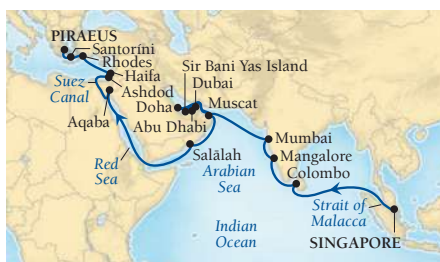 PIRAEUS
Santoríni
Rhodes
Haifa
Suez
Canal
Ashdod
Aqaba
Sir Bani Yas Island
Dubai
Doha
Muscat
Abu Dhabi
Salālah
Red
Sea
Arabian
Sea
Mumbai
Mangalore
Colombo
Strait of
Malacca
Indian
Ocean
SINGAPORE